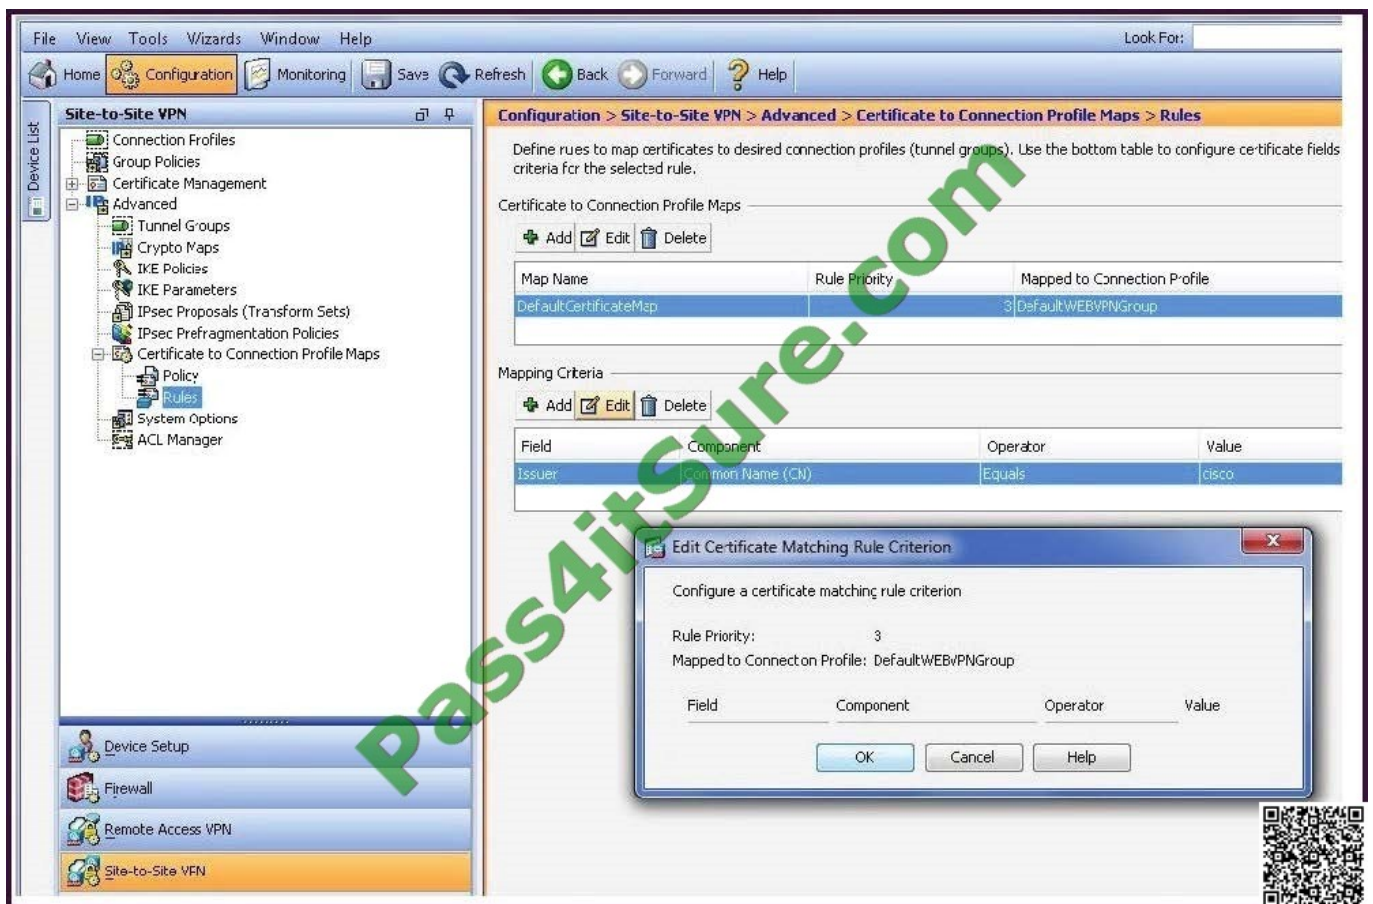 File View Tools Wizards Window Help Look For:
Home Configuration Monitoring Save Refresh Back Forward Help
Device List
Site-to-Site VPN
Connection Profiles
Group Policies
Certificate Management
Advanced
Tunnel Groups
Crypto Maps
IKE Policies
IKE Parameters
IPsec Proposals (Transform Sets)
IPsec Prefragmentation Policies
Certificate to Connection Profile Maps
Policy
Rules
System Options
ACL Manager
Device Setup
Firewall
Remote Access VPN
Site-to-Site VPN
Configuration > Site-to-Site VPN > Advanced > Certificate to Connection Profile Maps > Rules
Define rues to map certificates to desired connection profiles (tunnel groups). Use the bottom table to configure certificate fields
criteria for the selected rule.
Certificate to Connection Profile Maps
Add Edit Delete
Map Name Rule Priority Mapped to Connection Profile
DefaultCertificateMap 3 DefaultWEBVPNGroup
Mapping Criteria
Add Edit Delete
Field Component Operator Value
Issuer Common Name (CN) Equals cisco
Edit Certificate Matching Rule Criterion
Configure a certificate matching rule criterion
Rule Priority: 3
Mapped to Connecton Profile: DefaultWEBVPNGroup
Field Component Operator Value
OK Cancel Help
Pass4itSure.com